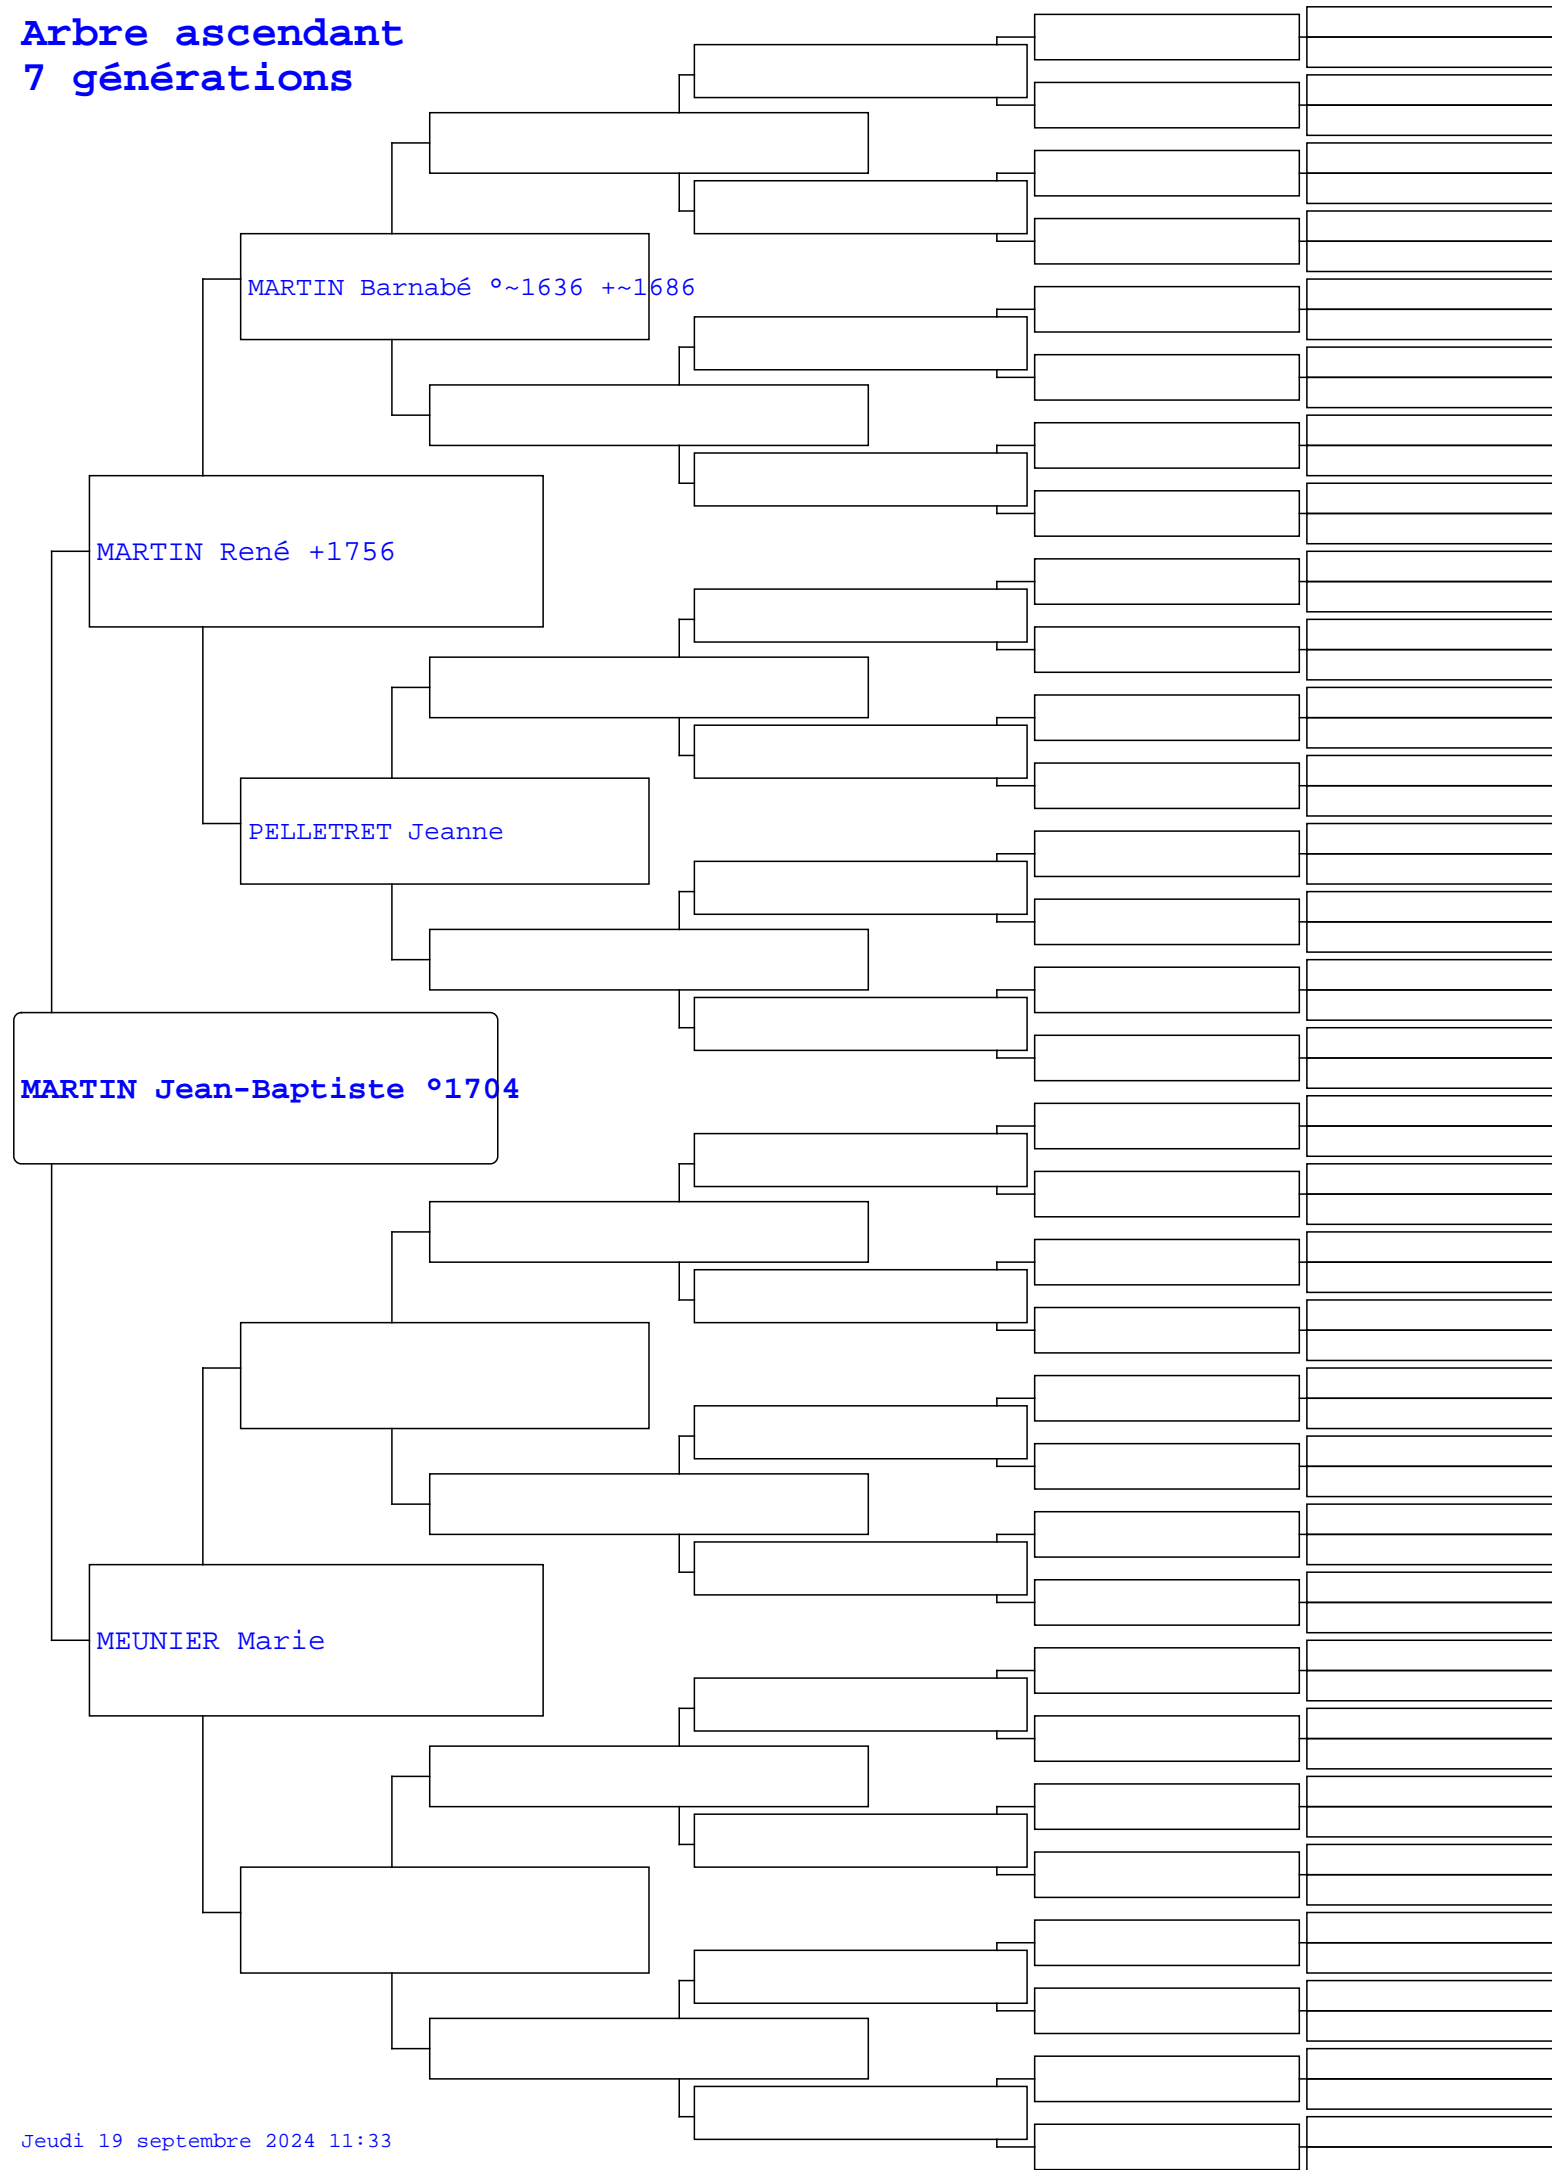 Arbre ascendant
7 générations
MARTIN Barnabé °~1636 +~1686
MARTIN René +1756
PELLETRET Jeanne
MARTIN Jean-Baptiste °1704
MEUNIER Marie
Jeudi 19 septembre 2024 11:33